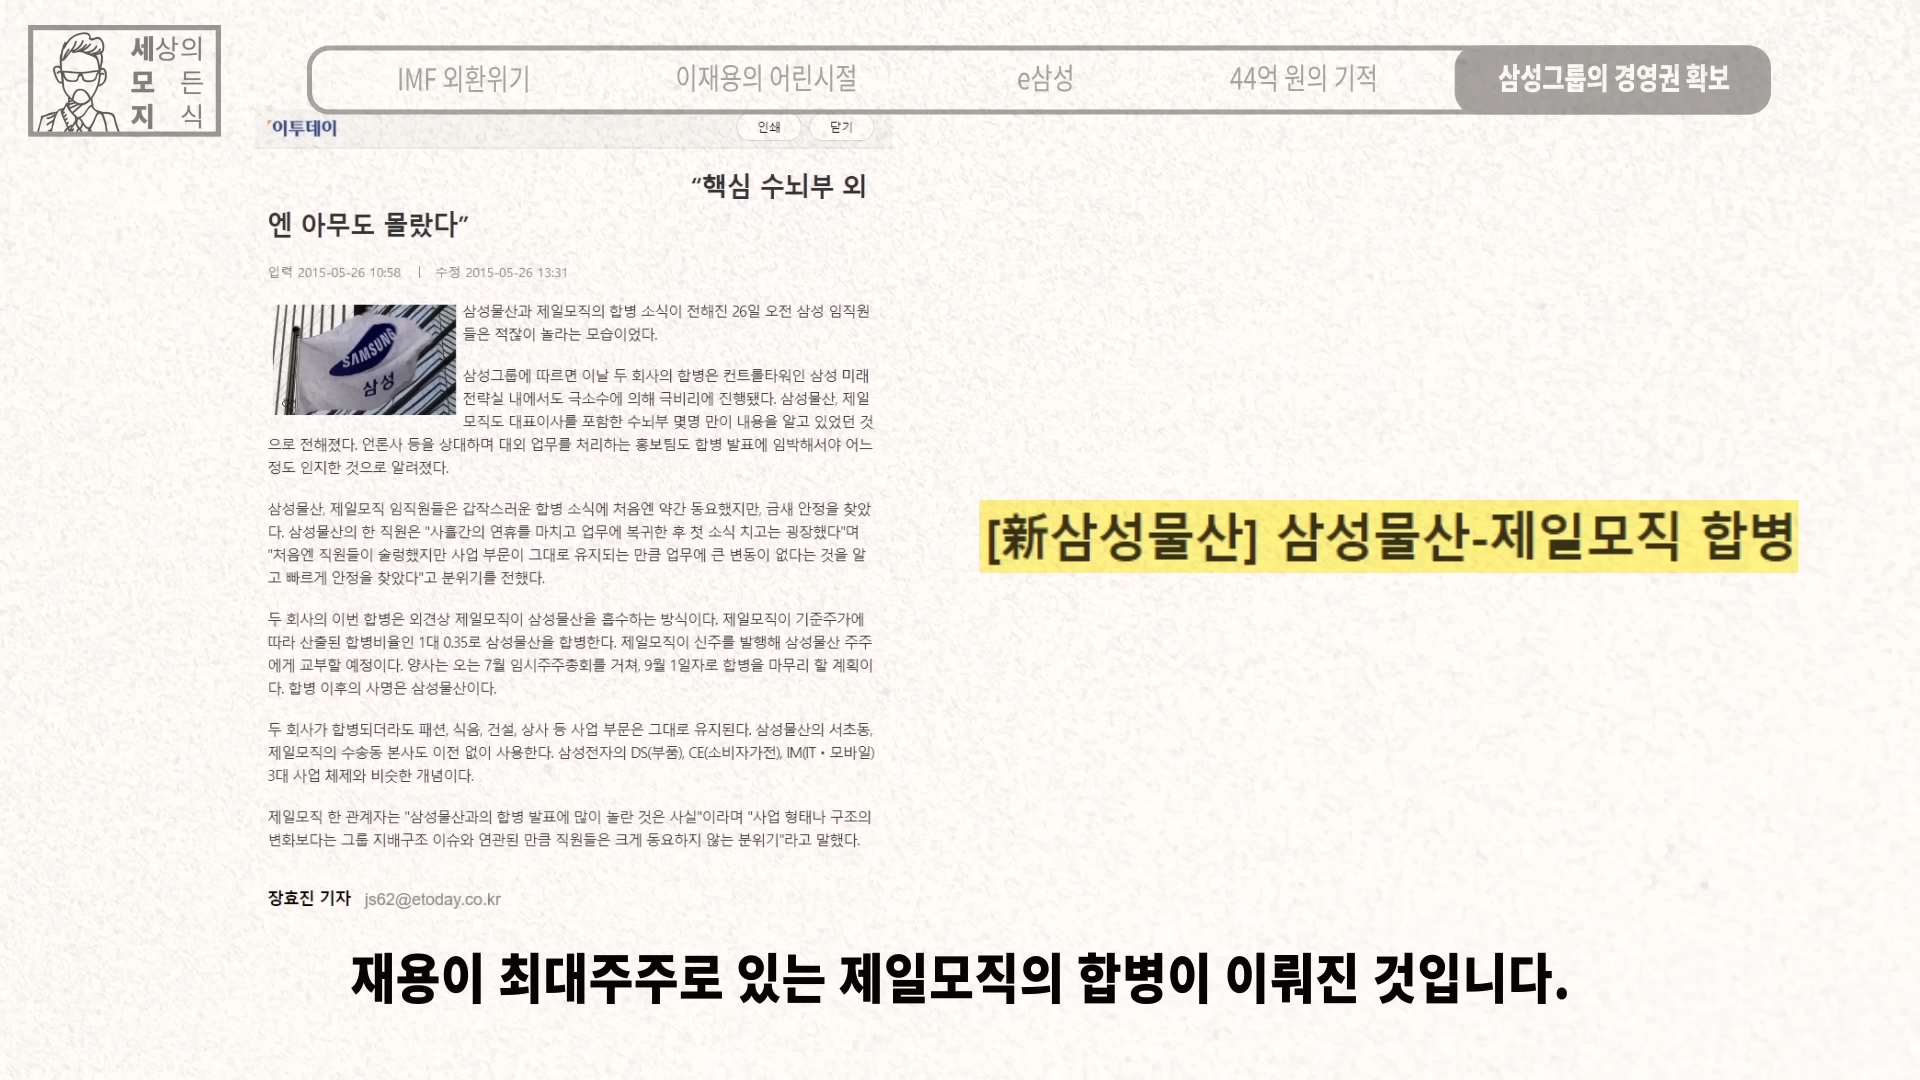 세상의
모 든
지 식
IMF 외환위기
이재용의 어린시절
e삼성
44억 원의 기적
삼성그룹의 경영권 확보
이투데이
인쇄
닫기
“핵심 수뇌부 외
엔 아무도 몰랐다”
입력 2015-05-26 10:58 | 수정 2015-05-26 13:31
SAMSUNG
삼성
삼성물산과 제일모직의 합병 소식이 전해진 26일 오전 삼성 임직원
들은 적잖이 놀라는 모습이었다.
삼성그룹에 따르면 이날 두 회사의 합병은 컨트롤타워인 삼성 미래
전략실 내에서도 극소수에 의해 극비리에 진행됐다. 삼성물산, 제일
모직도 대표이사를 포함한 수뇌부 몇명 만이 내용을 알고 있었던 것
으로 전해졌다. 언론사 등을 상대하며 대외 업무를 처리하는 홍보팀도 합병 발표에 임박해서야 어느
정도 인지한 것으로 알려졌다.
삼성물산, 제일모직 임직원들은 갑작스러운 합병 소식에 처음엔 약간 동요했지만, 금새 안정을 찾았
다. 삼성물산의 한 직원은 "사흘간의 연휴를 마치고 업무에 복귀한 후 첫 소식 치고는 굉장했다"며
"처음엔 직원들이 술렁했지만 사업 부문이 그대로 유지되는 만큼 업무에 큰 변동이 없다는 것을 알
고 빠르게 안정을 찾았다"고 분위기를 전했다.
두 회사의 이번 합병은 외견상 제일모직이 삼성물산을 흡수하는 방식이다. 제일모직이 기준주가에
따라 산출된 합병비율인 1대 0.35로 삼성물산을 합병한다. 제일모직이 신주를 발행해 삼성물산 주주
에게 교부할 예정이다. 양사는 오는 7월 임시주주총회를 거쳐, 9월 1일자로 합병을 마무리 할 계획이
다. 합병 이후의 사명은 삼성물산이다.
두 회사가 합병되더라도 패션, 식음, 건설, 상사 등 사업 부문은 그대로 유지된다. 삼성물산의 서초동,
제일모직의 수송동 본사도 이전 없이 사용한다. 삼성전자의 DS(부품), CE(소비자가전), IM(IT·모바일)
3대 사업 체제와 비슷한 개념이다.
제일모직 한 관계자는 "삼성물산과의 합병 발표에 많이 놀란 것은 사실"이라며 "사업 형태나 구조의
변화보다는 그룹 지배구조 이슈와 연관된 만큼 직원들은 크게 동요하지 않는 분위기"라고 말했다.
장효진 기자 js62@etoday.co.kr
[新삼성물산] 삼성물산-제일모직 합병
재용이 최대주주로 있는 제일모직의 합병이 이뤄진 것입니다.